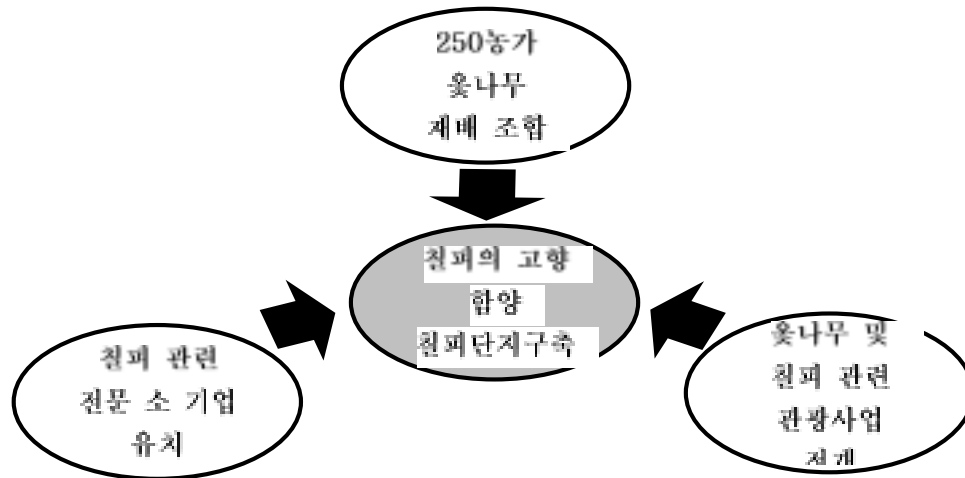 250농가
옻나무
재배 조합
칠피의 고향
함양
칠피단지구축
칠피 관련
전문 소 기업
유치
옻나무 및
칠피 관련
관광사업
전개